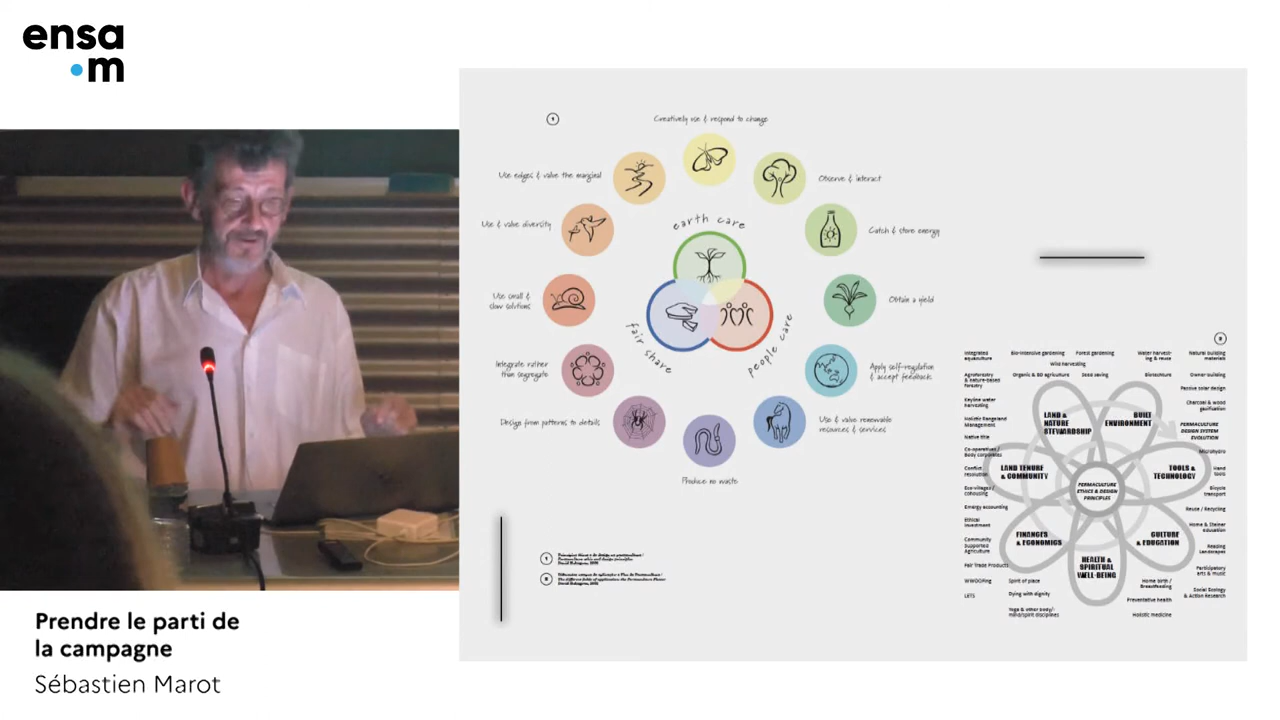 ensa
•m
1
Creatively use & respond to change
Use edges & value the marginal
Observe & interact
Use & value diversity
Catch & store energy
earth care
Use small &
slow solutions
Obtain a yield
fair share
people care
Integrate rather
than segregate
Apply self-regulation
& accept feedback
Design from patterns to details
Use & value renewable
resources & services
Produce no waste
Integrated
aquaculture
Bio-intensive gardening
Forest gardening
Water harvest-
ing & reuse
Natural building
materials
Wild harvesting
Agroforestry
& nature-based
forestry
Organic & BD agriculture
Seed saving
Biotecture
Owner building
Passive solar design
Keyline water
harvesting
Charcoal & wood
gasification
Holistic Rangeland
Management
LAND &
NATURE
STEWARDSHIP
BUILT
ENVIRONMENT
PERMACULTURE
DESIGN SYSTEM
EVOLUTION
Native title
Co-operatives /
Body corporates
Microhydro
Conflict
resolution
LAND TENURE
& COMMUNITY
TOOLS &
TECHNOLOGY
Hand
tools
Eco-villages/
cohousing
PERMACULTURE
ETHICS & DESIGN
PRINCIPLES
Bicycle
transport
Emergy accounting
Reuse / Recycling
Ethical
Investment
FINANCES
& ECONOMICS
CULTURE
& EDUCATION
Home & Steiner
education
Community
Supported
Agriculture
Reading
Landscapes
HEALTH &
SPIRITUAL
WELL-BEING
Fair Trade Products
Participatory
arts & music
WWOOFing
Spirit of place
Home birth /
Breastfeeding
Social Ecology
& Action Research
LETS
Dying with dignity
Preventative health
Yoga & other body/
mind/spirit disciplines
Holistic medicine
Prendre le parti de
la campagne
Sébastien Marot